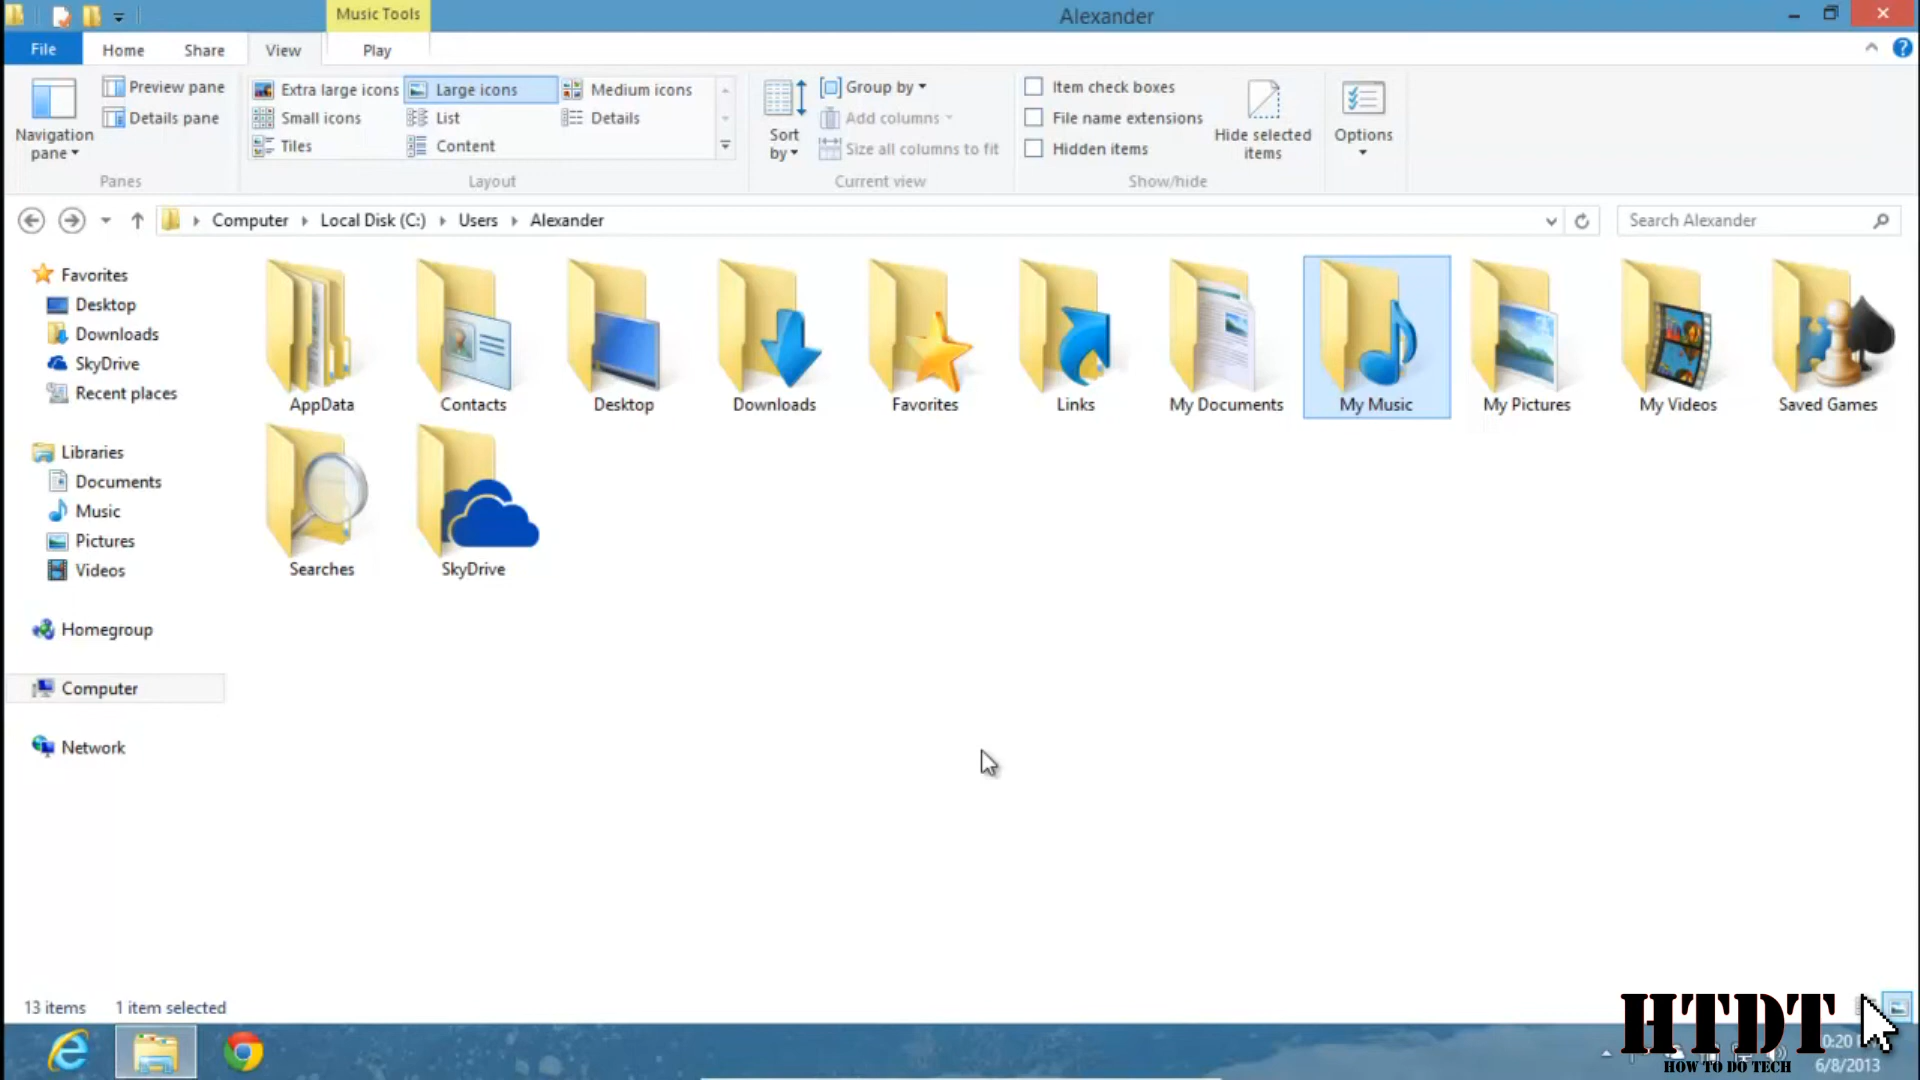 Music Tools
Alexander
File
Home
Share
View
Play
Navigation pane
Preview pane
Details pane
Panes
Extra large icons
Large icons
Medium icons
Small icons
List
Details
Tiles
Content
Layout
Sort by
Group by
Add columns
Size all columns to fit
Current view
Item check boxes
File name extensions
Hidden items
Hide selected items
Show/hide
Options
Computer
Local Disk (C:)
Users
Alexander
Search Alexander
Favorites
Desktop
Downloads
SkyDrive
Recent places
Libraries
Documents
Music
Pictures
Videos
Homegroup
Computer
Network
AppData
Contacts
Desktop
Downloads
Favorites
Links
My Documents
My Music
My Pictures
My Videos
Saved Games
Searches
SkyDrive
13 items
1 item selected
HTDT
HOW TO DO TECH
6/8/2013